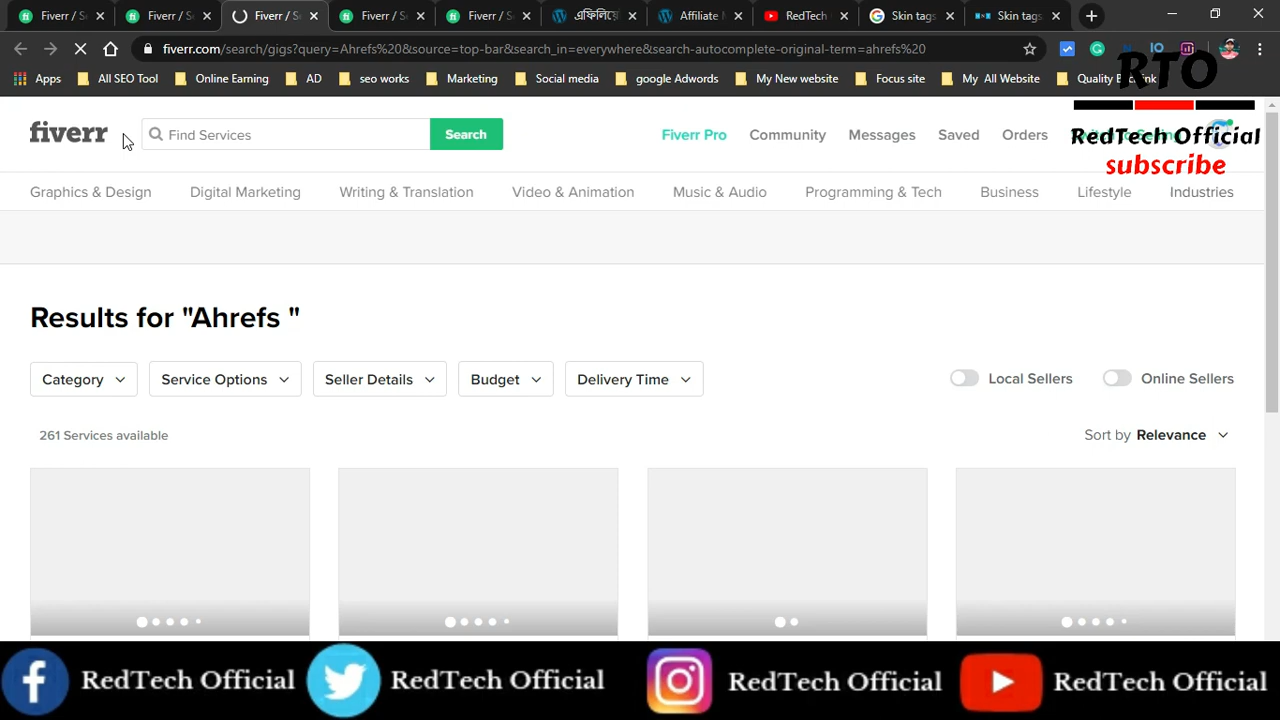 Fiverr / S Fiverr / S Fiverr / S Fiverr / S Fiverr / S এফিলিয়ে Affiliate M RedTech Skin tags Skin tags
fiverr.com/search/gigs?query=Ahrefs%20&source=top-bar&search_in=everywhere&search-autocomplete-original-term=ahrefs%20
Apps All SEO Tool Online Earning AD seo works Marketing Social media google Adwords My New website Focus site My All Website Quality Backlink
RTO
fiverr Find Services Search Fiverr Pro Community Messages Saved Orders
RedTech Official
subscribe
Graphics & Design Digital Marketing Writing & Translation Video & Animation Music & Audio Programming & Tech Business Lifestyle Industries
Results for "Ahrefs "
Category Service Options Seller Details Budget Delivery Time Local Sellers Online Sellers
261 Services available Sort by Relevance
RedTech Official RedTech Official RedTech Official RedTech Official